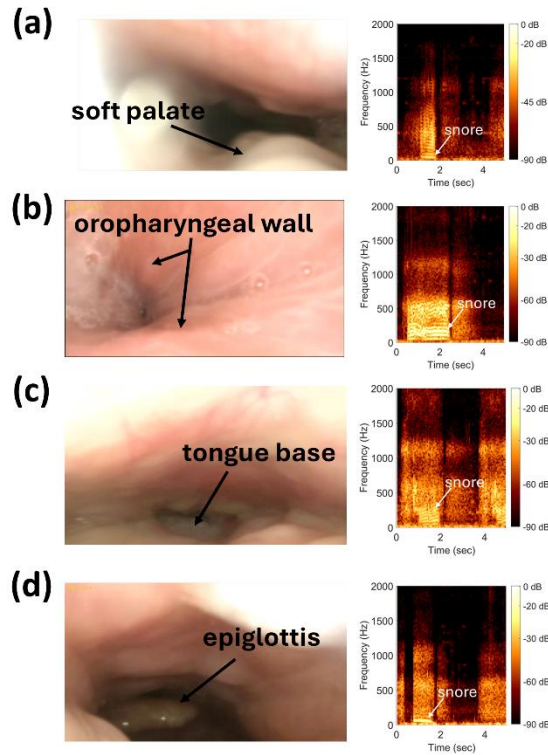 (a)
soft palate
Frequency (Hz)
2000
1500
1000
500
0
snore
0 2 4
Time (sec)
0 dB
-20 dB
-45 dB
-60 dB
-90 dB
(b)
oropharyngeal wall
Frequency (Hz)
2000
1500
1000
500
0
snore
0 2 4
Time (sec)
0 dB
-20 dB
-30 dB
-60 dB
-90 dB
(c)
tongue base
Frequency (Hz)
2000
1500
1000
500
0
snore
0 2 4
Time (sec)
0 dB
-20 dB
-30 dB
-60 dB
-90 dB
(d)
epiglottis
Frequency (Hz)
2000
1500
1000
500
0
snore
0 2 4
Time (sec)
0 dB
-20 dB
-30 dB
-60 dB
-90 dB